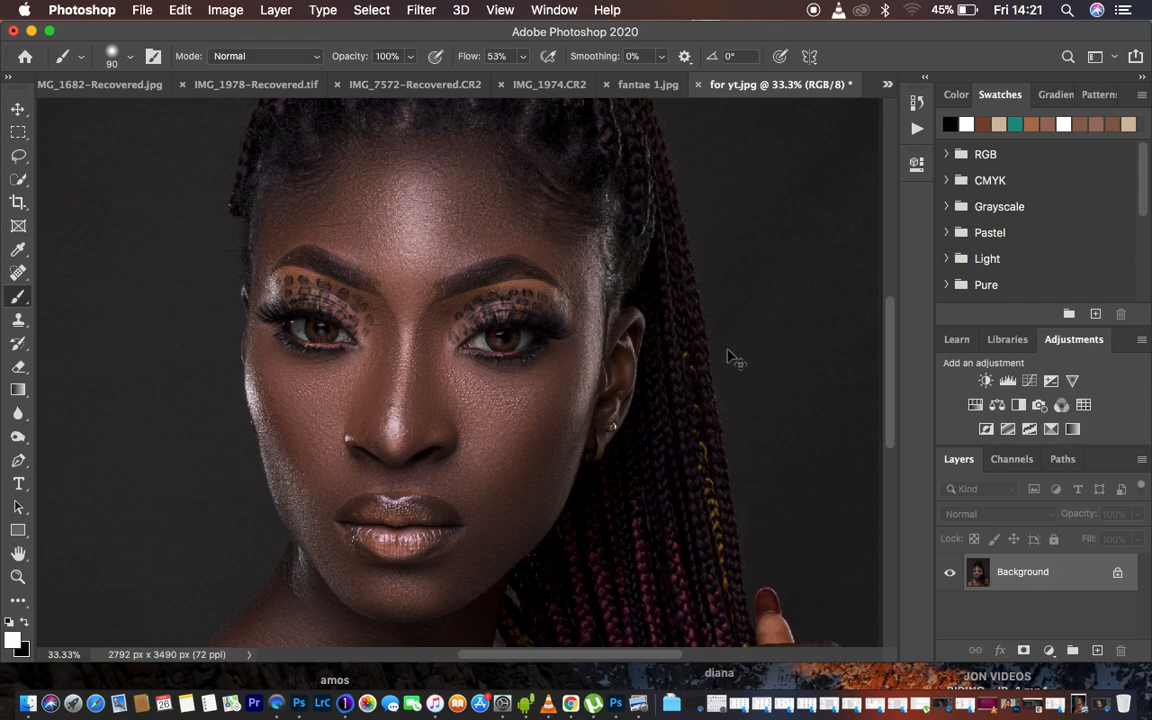 Photoshop File Edit Image Layer Type Select Filter 3D View Window Help 45% Fri 14:21
Adobe Photoshop 2020
90 Mode: Normal Opacity: 100% Flow: 53% Smoothing: 0% 0°
MG_1682-Recovered.jpg × IMG_1978-Recovered.tif × IMG_7572-Recovered.CR2 × IMG_1974.CR2 × fantae 1.jpg × for yt.jpg @ 33.3% (RGB/8) *
Color Swatches Gradien Pattern
RGB
CMYK
Grayscale
Pastel
Light
Pure
Learn Libraries Adjustments
Add an adjustment
Layers Channels Paths
Kind
Normal Opacity: 100%
Lock: Fill: 100%
Background
33.33% 2792 px x 3490 px (72 ppi)
amos diana JON VIDEOS